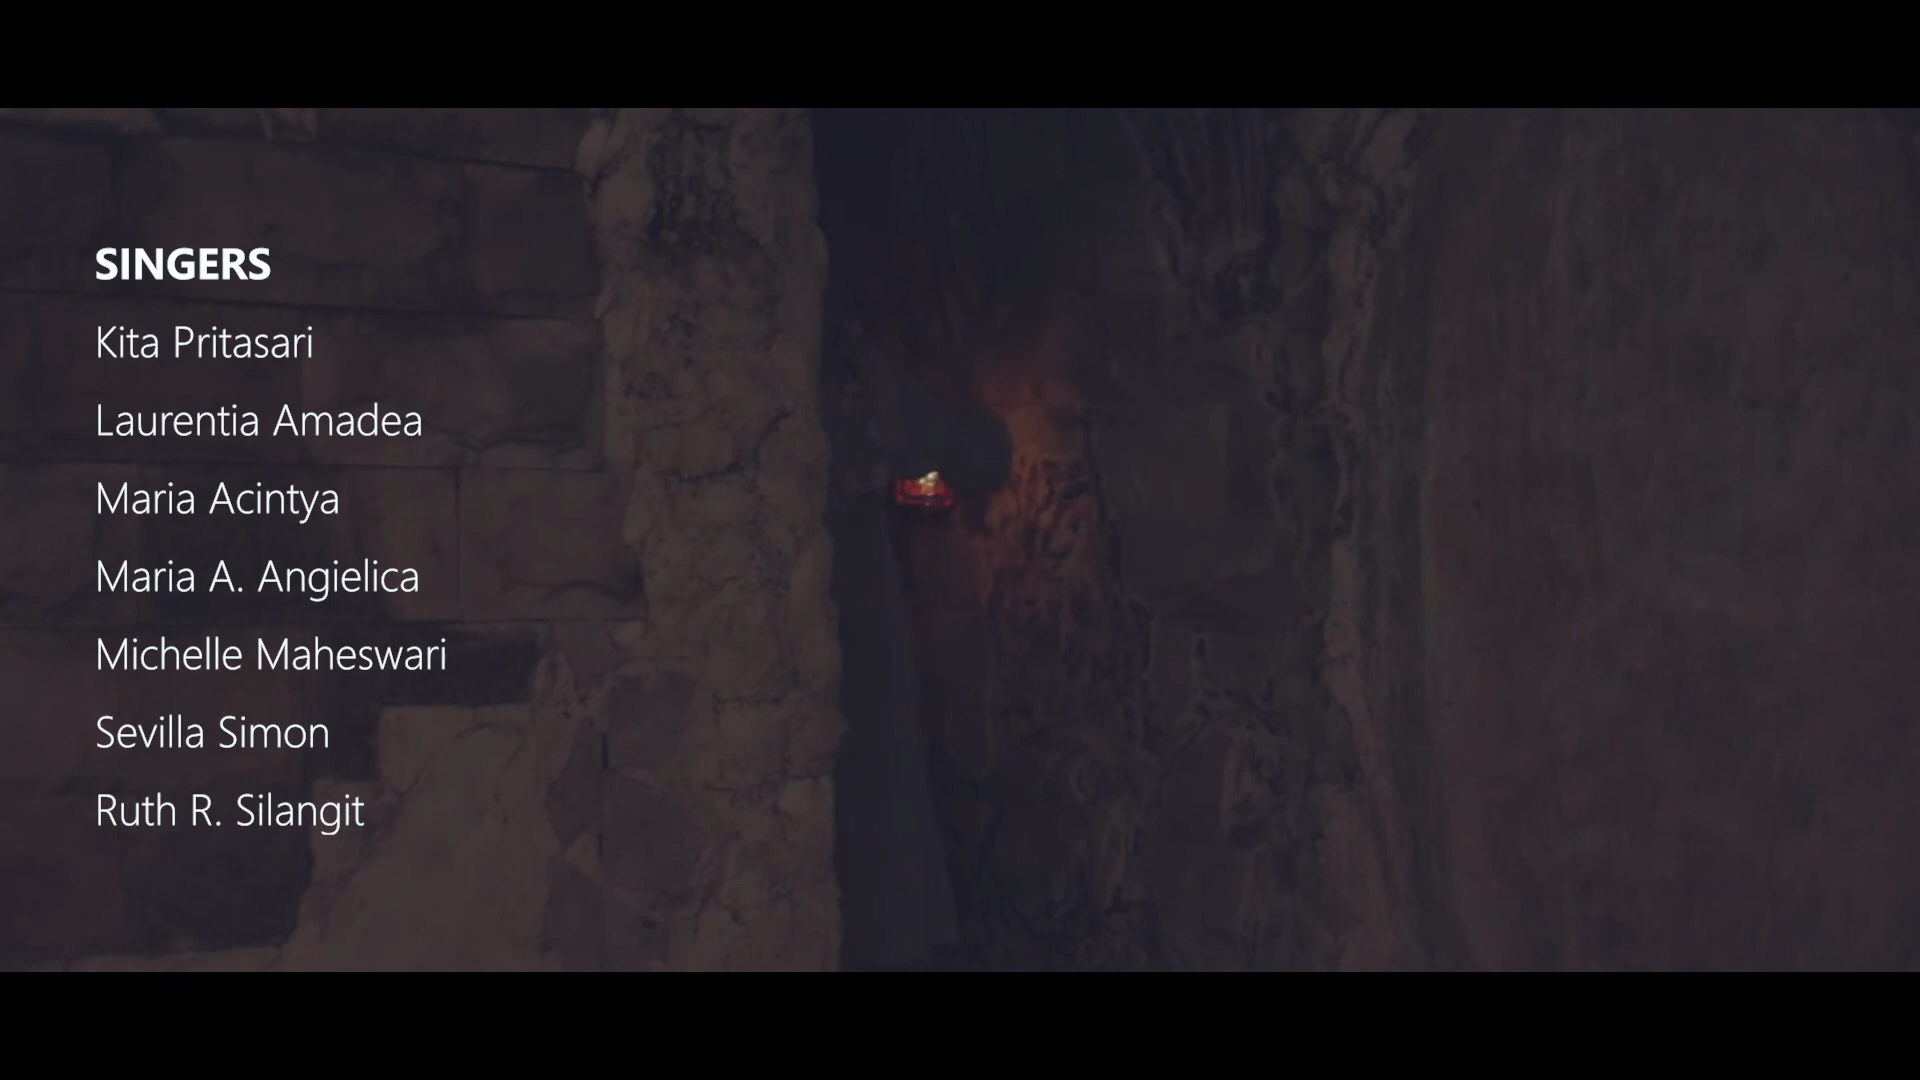 SINGERS
Kita Pritasari
Laurentia Amadea
Maria Acintya
Maria A. Angielica
Michelle Maheswari
Sevilla Simon
Ruth R. Silangit